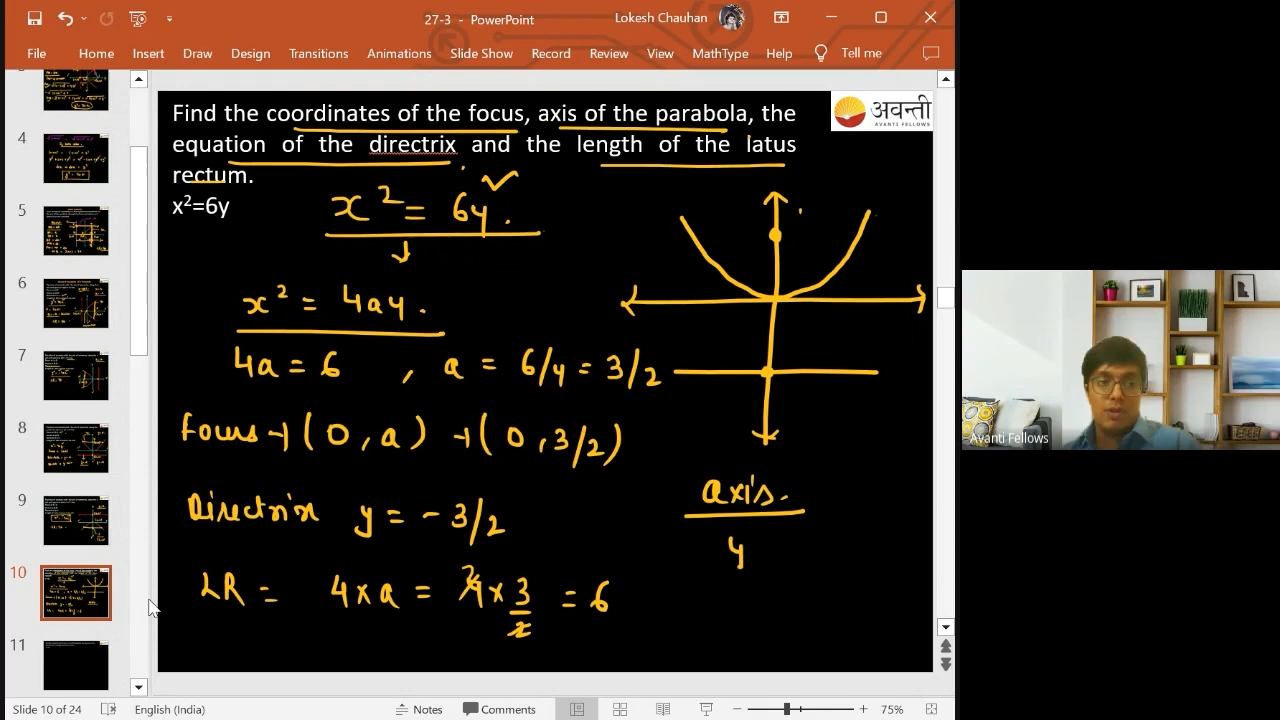 27-3 - PowerPoint
Lokesh Chauhan
File Home Insert Draw Design Transitions Animations Slide Show Record Review View MathType Help Tell me
4
5
6
7
8
9
10
11
Find the coordinates of the focus, axis of the parabola, the
equation of the directrix and the length of the latus
rectum.
x²=6y
अवन्ती
AVANTI FELLOWS
x² = 6y.
x² = 4ay.
4a = 6 , a = 6/4 = 3/2
Focus → (0, a) → (0, 3/2)
Directrix y = - 3/2
LR = 4 x a = 4 x 3/2 = 6
2
axis.
y
Avanti Fellows
Slide 10 of 24 English (India) Notes Comments 75%